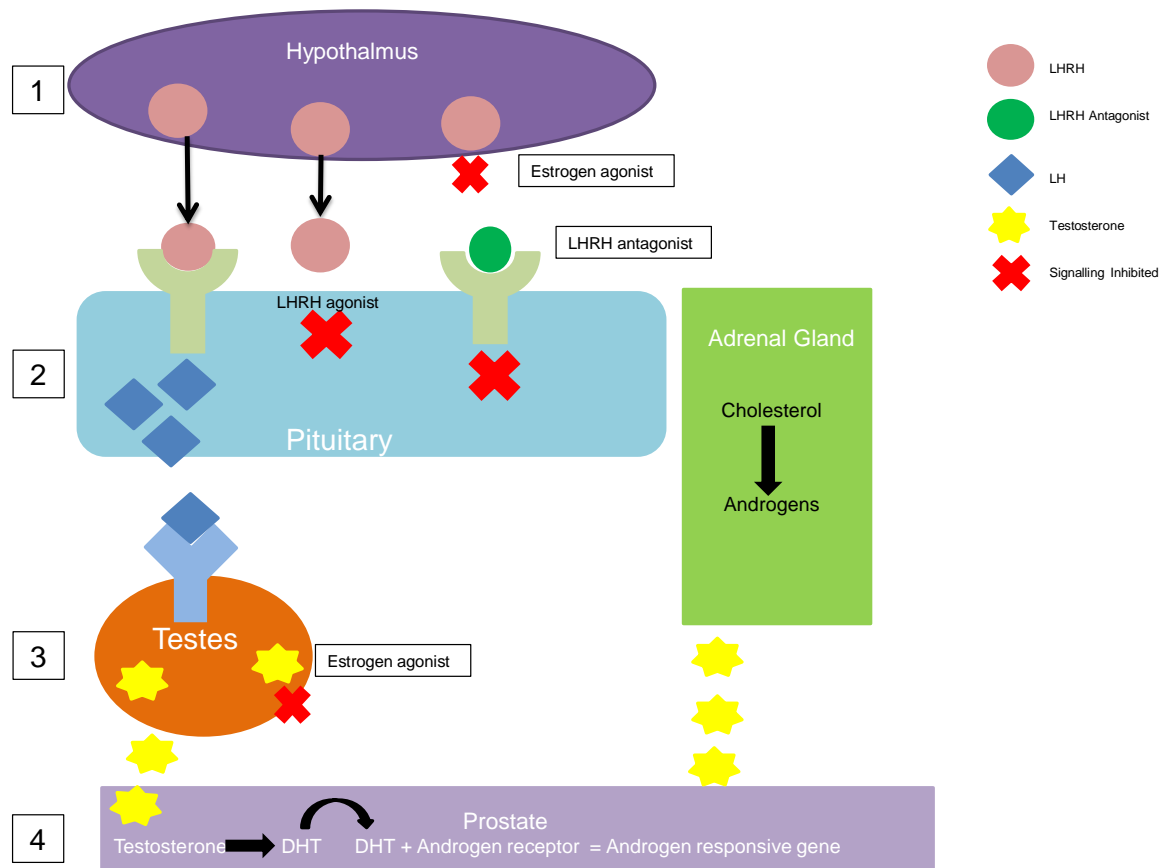 Hypothalmus
1
Estrogen agonist
LHRH antagonist
LHRH agonist
2
Pituitary
Adrenal Gland
Cholesterol
Androgens
3
Testes
Estrogen agonist
4
Prostate
Testosterone DHT DHT + Androgen receptor = Androgen responsive gene
LHRH
LHRH Antagonist
LH
Testosterone
Signalling Inhibited